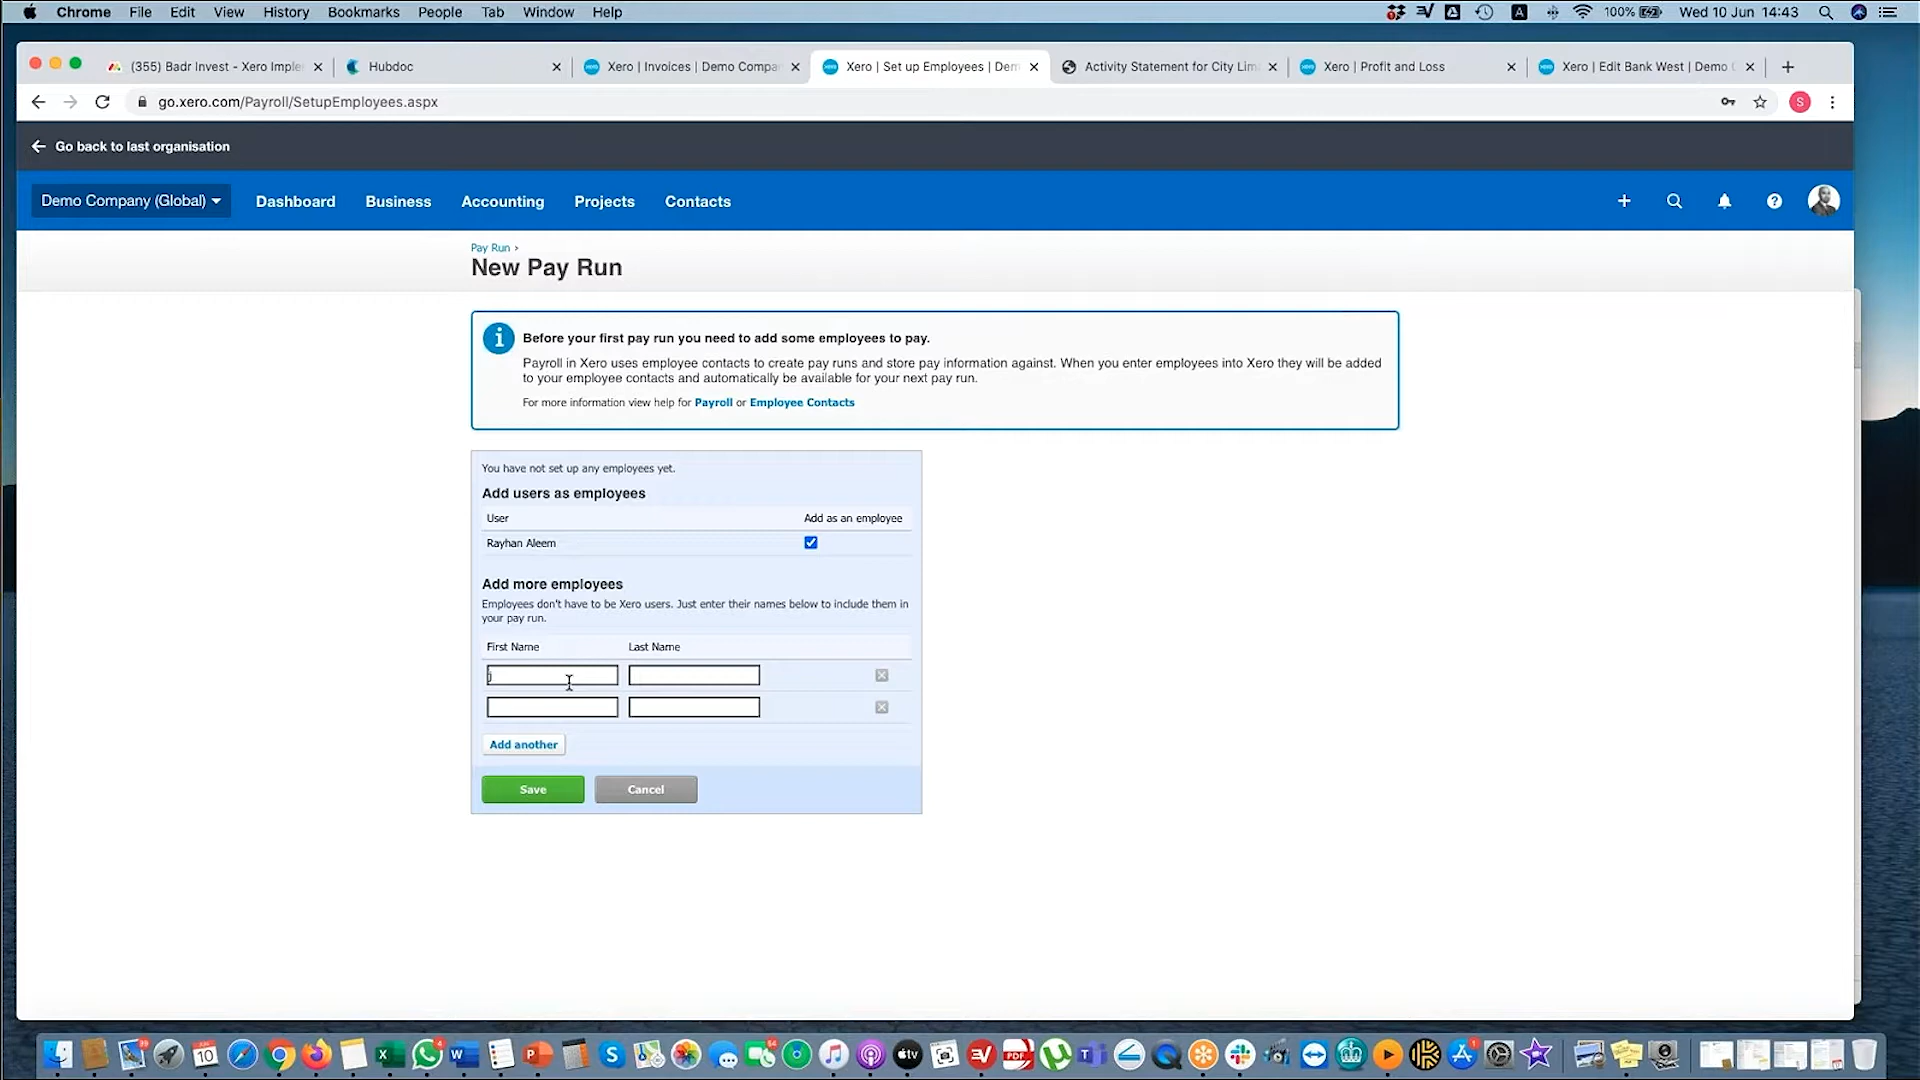 Chrome File Edit View History Bookmarks People Tab Window Help
A 100% Wed 10 Jun 14:43
(355) Badr Invest - Xero Imple
Hubdoc
Xero | Invoices | Demo Compa
Xero | Set up Employees | Dem
Activity Statement for City Lim
Xero | Profit and Loss
Xero | Edit Bank West | Demo
go.xero.com/Payroll/SetupEmployees.aspx
S
Go back to last organisation
Demo Company (Global) Dashboard Business Accounting Projects Contacts
Pay Run ›
New Pay Run
Before your first pay run you need to add some employees to pay.
Payroll in Xero uses employee contacts to create pay runs and store pay information against. When you enter employees into Xero they will be added
to your employee contacts and automatically be available for your next pay run.
For more information view help for Payroll or Employee Contacts
You have not set up any employees yet.
Add users as employees
User Add as an employee
Rayhan Aleem
Add more employees
Employees don't have to be Xero users. Just enter their names below to include them in
your pay run.
First Name Last Name
j
Add another
Save Cancel